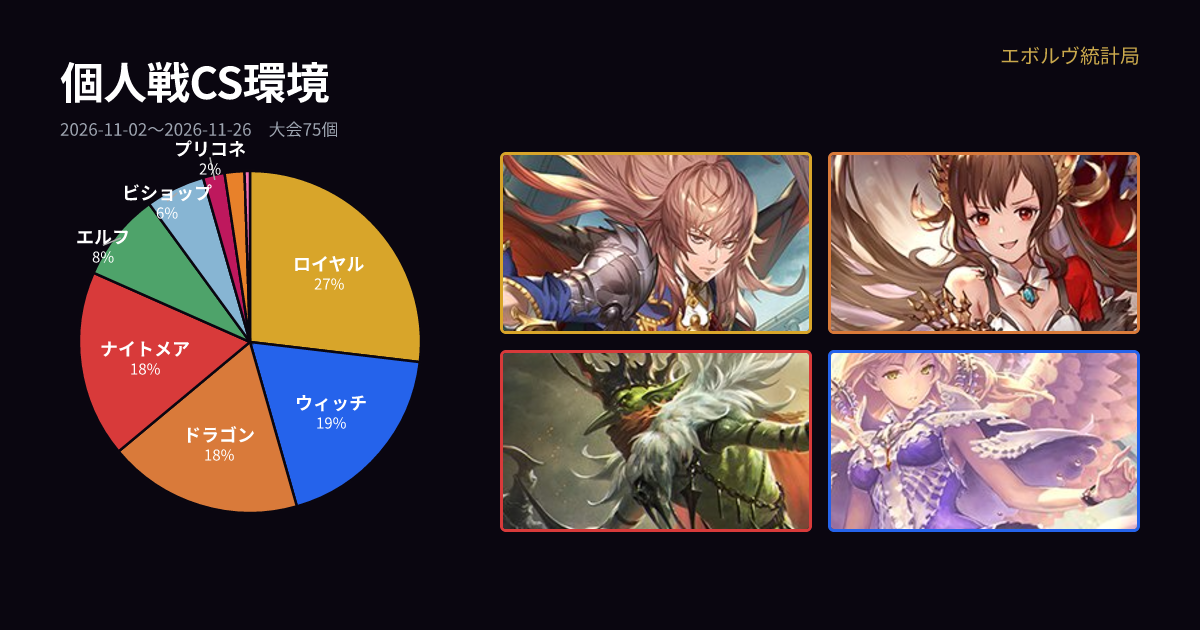 エボルヴ統計局
個人戦CS環境
2026-11-02〜2026-11-26　大会75個
プリコネ
2%
ビショップ
6%
エルフ
8%
ロイヤル
27%
ナイトメア
18%
ウィッチ
19%
ドラゴン
18%